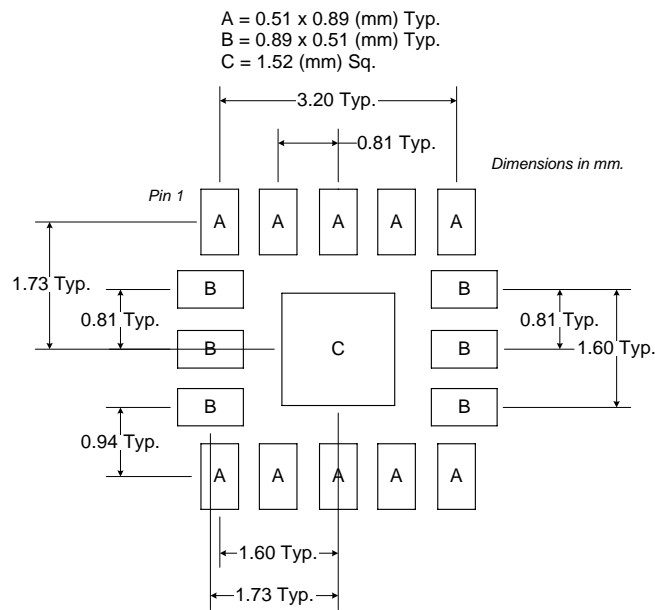 A = 0.51 x 0.89 (mm) Typ.
B = 0.89 x 0.51 (mm) Typ.
C = 1.52 (mm) Sq.
3.20 Typ.
0.81 Typ.
Dimensions in mm.
Pin 1
A A A A A
1.73 Typ.
B B
0.81 Typ. 0.81 Typ.
B C B
1.60 Typ.
B B
0.94 Typ.
A A A A A
1.60 Typ.
1.73 Typ.